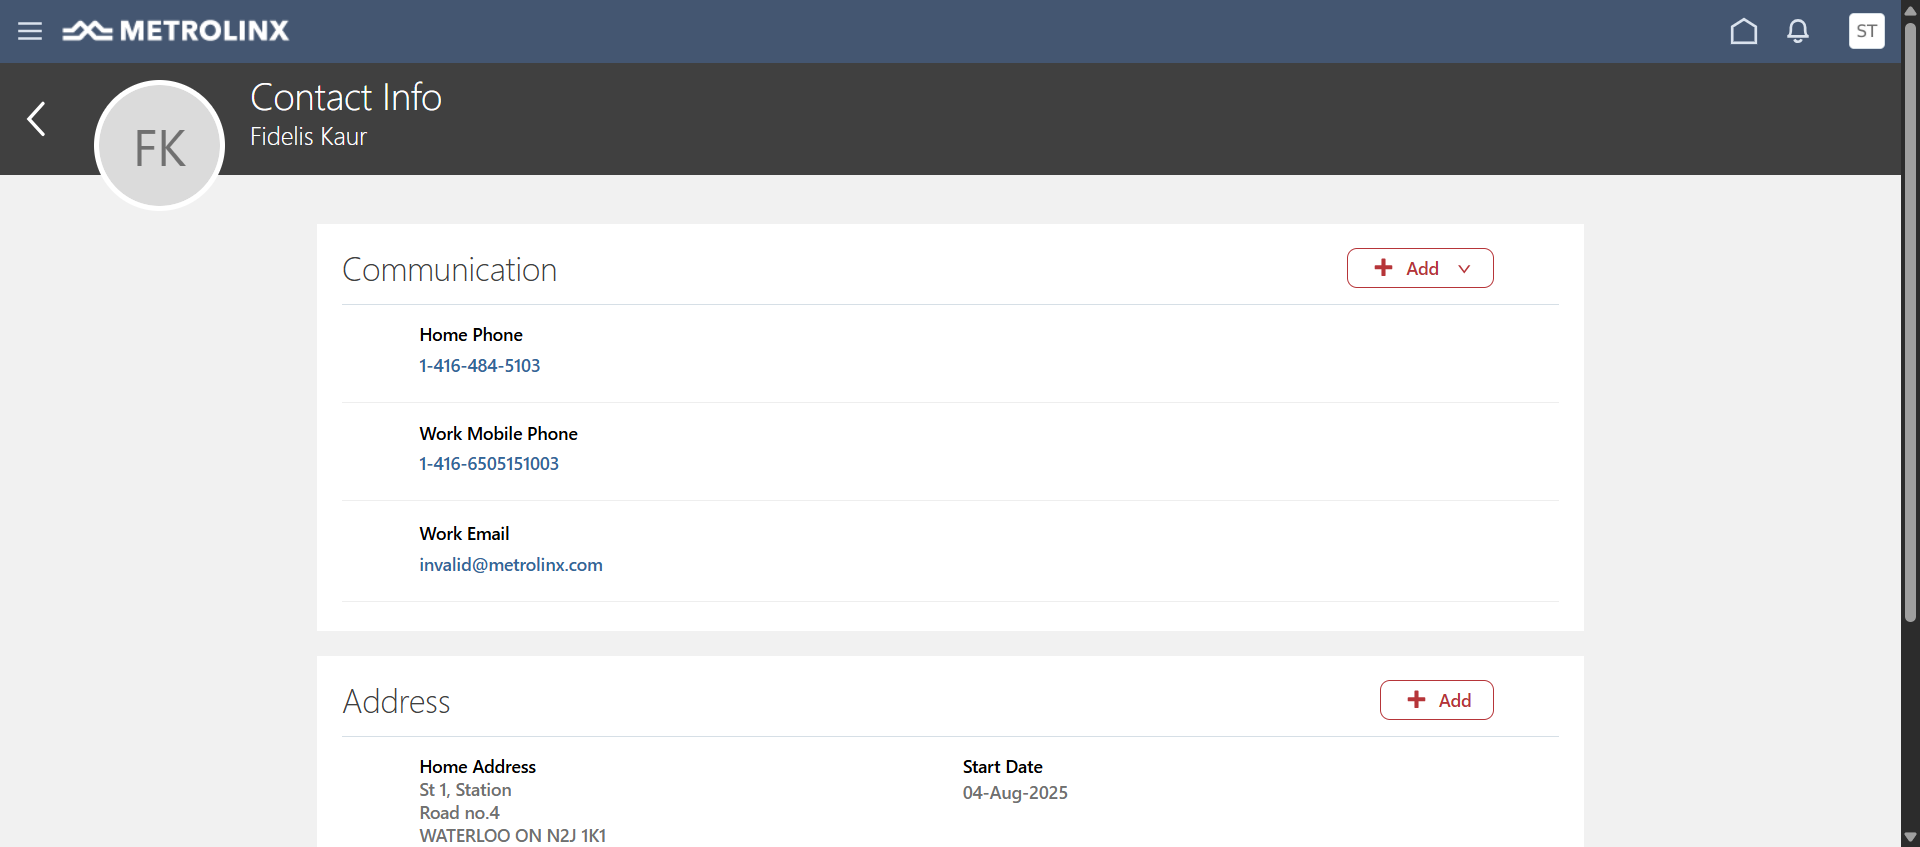 METROLINX
ST
FK
Contact Info
Fidelis Kaur
Communication
Add
Home Phone
1-416-484-5103
Work Mobile Phone
1-416-6505151003
Work Email
invalid@metrolinx.com
Address
Add
Home Address
St 1, Station
Road no.4
WATERLOO ON N2J 1K1
Start Date
04-Aug-2025